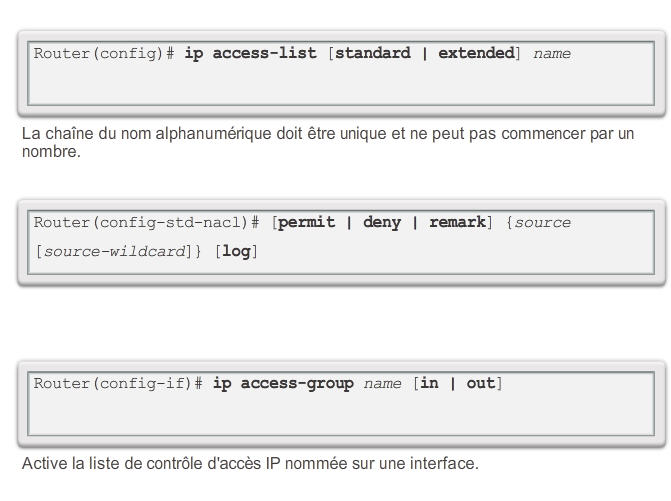 Router(config)# ip access-list [standard | extended] name
La chaîne du nom alphanumérique doit être unique et ne peut pas commencer par un
nombre.
Router(config-std-nacl)# [permit | deny | remark] {source
[source-wildcard]} [log]
Router(config-if)# ip access-group name [in | out]
Active la liste de contrôle d'accès IP nommée sur une interface.